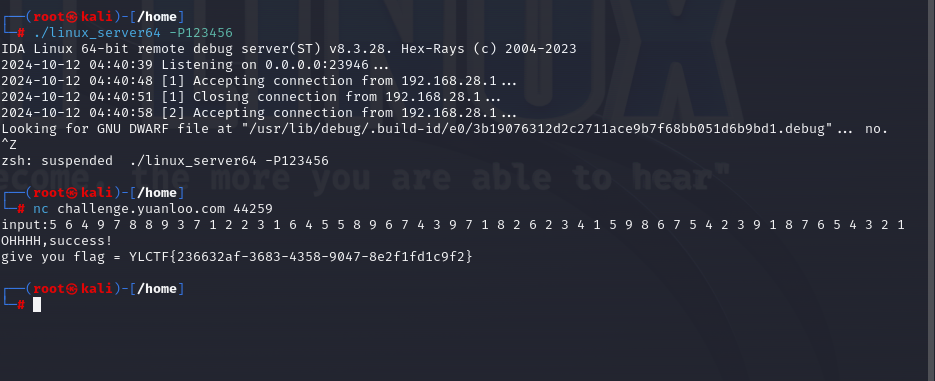 ┌──(root㉿kali)-[/home]
└─# ./linux_server64 -P123456
IDA Linux 64-bit remote debug server(ST) v8.3.28. Hex-Rays (c) 2004-2023
2024-10-12 04:40:39 Listening on 0.0.0.0:23946...
2024-10-12 04:40:48 [1] Accepting connection from 192.168.28.1...
2024-10-12 04:40:51 [1] Closing connection from 192.168.28.1...
2024-10-12 04:40:58 [2] Accepting connection from 192.168.28.1...
Looking for GNU DWARF file at "/usr/lib/debug/.build-id/e0/3b19076312d2c2711ace9b7f68bb051d6b9bd1.debug"... no.
^Z
zsh: suspended  ./linux_server64 -P123456
ecome, the more you are able to hear"
┌──(root㉿kali)-[/home]
└─# nc challenge.yuanloo.com 44259
input:5 6 4 9 7 8 8 9 3 7 1 2 2 3 1 6 4 5 5 8 9 6 7 4 3 9 7 1 8 2 6 2 3 4 1 5 9 8 6 7 5 4 2 3 9 1 8 7 6 5 4 3 2 1
OHHHH,success!
give you flag = YLCTF{236632af-3683-4358-9047-8e2f1fd1c9f2}
┌──(root㉿kali)-[/home]
└─#